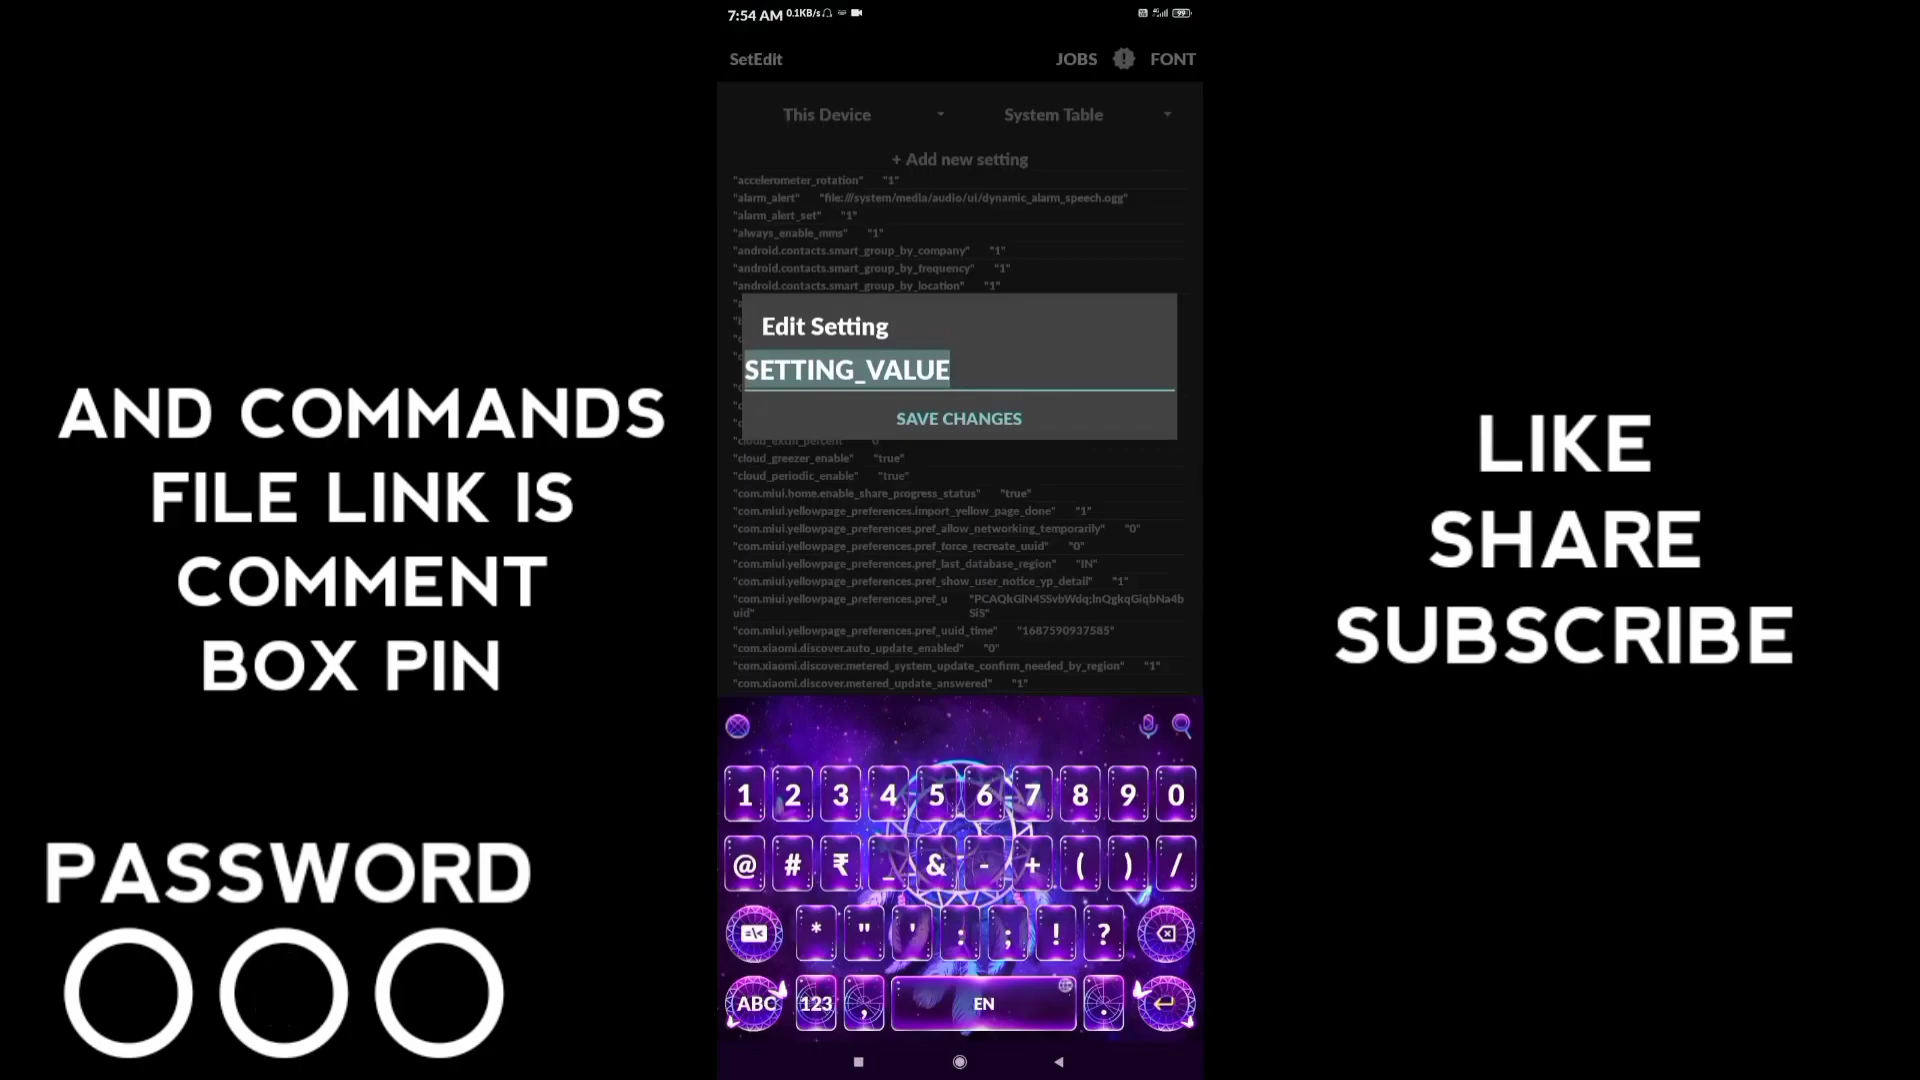 7:54 AM 0.1KB/s
99
SetEdit JOBS FONT
This Device System Table
+ Add new setting
"accelerometer_rotation" "1"
"alarm_alert" "file:///system/media/audio/ui/dynamic_alarm_speech.ogg"
"alarm_alert_set" "1"
"always_enable_mms" "1"
"android.contacts.smart_group_by_company" "1"
"android.contacts.smart_group_by_frequency" "1"
"android.contacts.smart_group_by_location" "1"
Edit Setting
SETTING_VALUE
SAVE CHANGES
"cloud_greezer_enable" "true"
"cloud_periodic_enable" "true"
"com.miui.home.enable_share_progress_status" "true"
"com.miui.yellowpage_preferences.import_yellow_page_done" "1"
"com.miui.yellowpage_preferences.pref_allow_networking_temporarily" "0"
"com.miui.yellowpage_preferences.pref_force_recreate_uuid" "0"
"com.miui.yellowpage_preferences.pref_last_database_region" "IN"
"com.miui.yellowpage_preferences.pref_show_user_notice_yp_detail" "1"
"com.miui.yellowpage_preferences.pref_u
uid"
"com.miui.yellowpage_preferences.pref_uuid_time" "1687590937585"
"com.xiaomi.discover.auto_update_enabled" "0"
"com.xiaomi.discover.metered_system_update_confirm_needed_by_region" "1"
"com.xiaomi.discover.metered_update_answered" "1"
1 2 3 4 5 6 7 8 9 0
@ # ₹ _ & - + ( ) /
=\< * " ' : ; ! ?
ABC 123 , EN .
AND COMMANDS
FILE LINK IS
COMMENT
BOX PIN
PASSWORD
LIKE
SHARE
SUBSCRIBE